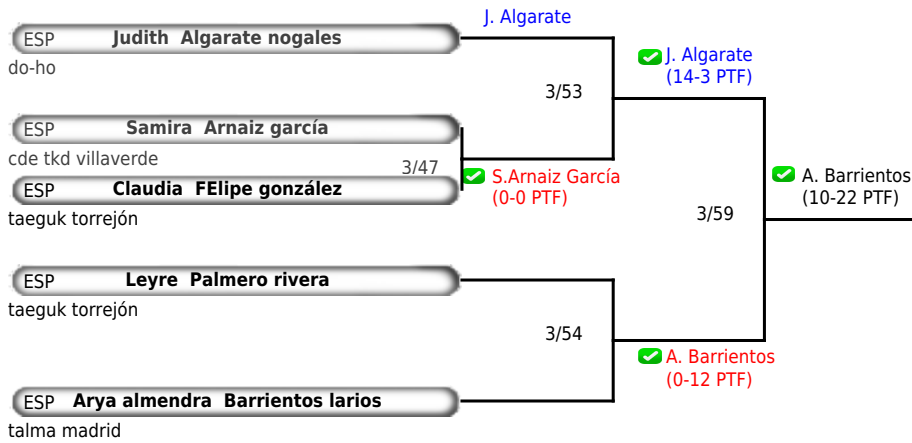 J. Algarate
ESP Judith Algarate nogales
do-ho
J. Algarate
(14-3 PTF)
3/53
ESP Samira Arnaiz garcía
cde tkd villaverde
3/47
S.Arnaiz García
(0-0 PTF)
ESP Claudia FElipe gonzález
taeguk torrejón
A. Barrientos
(10-22 PTF)
3/59
ESP Leyre Palmero rivera
taeguk torrejón
3/54
A. Barrientos
(0-12 PTF)
ESP Arya almendra Barrientos larios
talma madrid